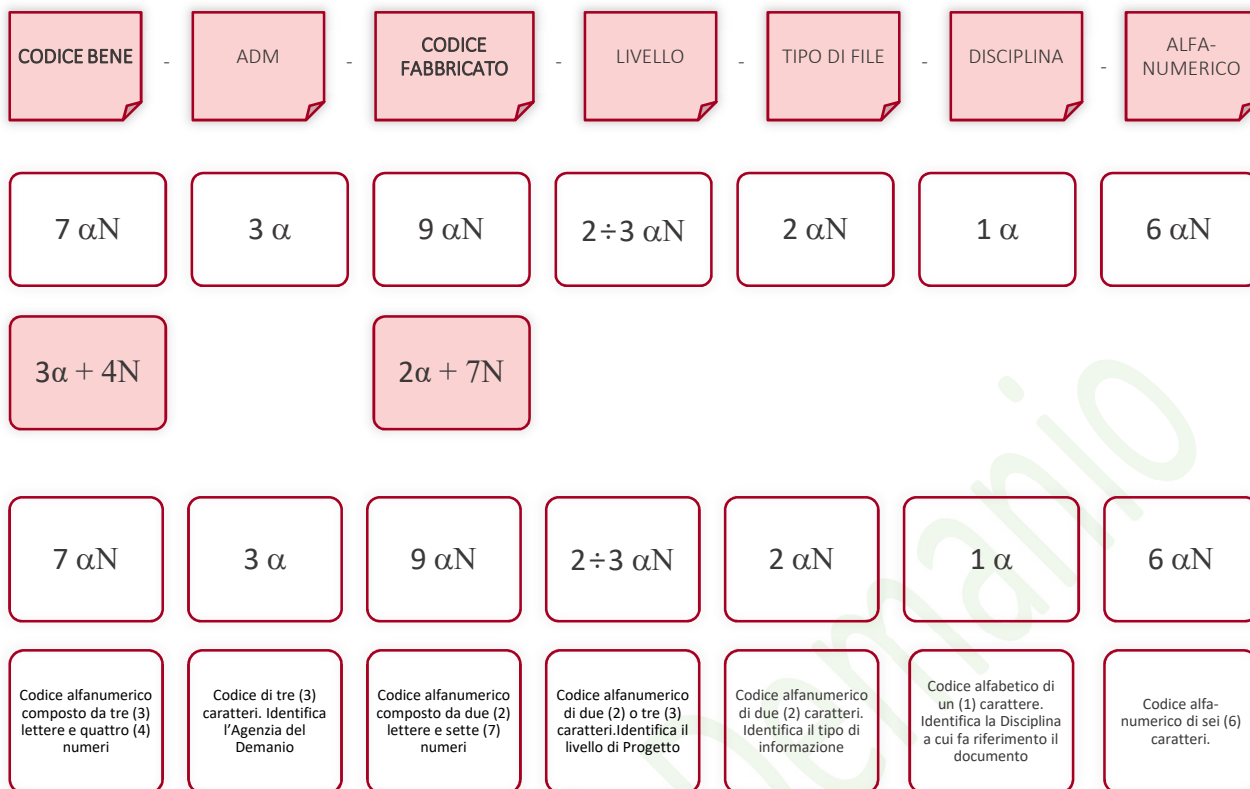 CODICE BENE - ADM - CODICE FABBRICATO - LIVELLO - TIPO DI FILE - DISCIPLINA - ALFA-NUMERICO
7 αN 3 α 9 αN 2÷3 αN 2 αN 1 α 6 αN
3α + 4N 2α + 7N
7 αN 3 α 9 αN 2÷3 αN 2 αN 1 α 6 αN
Codice alfanumerico
composto da tre (3)
lettere e quattro (4)
numeri
Codice di tre (3)
caratteri. Identifica
l'Agenzia del
Demanio
Codice alfanumerico
composto da due (2)
lettere e sette (7)
numeri
Codice alfanumerico
di due (2) o tre (3)
caratteri.Identifica il
livello di Progetto
Codice alfanumerico
di due (2) caratteri.
Identifica il tipo di
informazione
Codice alfabetico di
un (1) carattere.
Identifica la Disciplina
a cui fa riferimento il
documento
Codice alfa-
numerico di sei (6)
caratteri.
Demanio